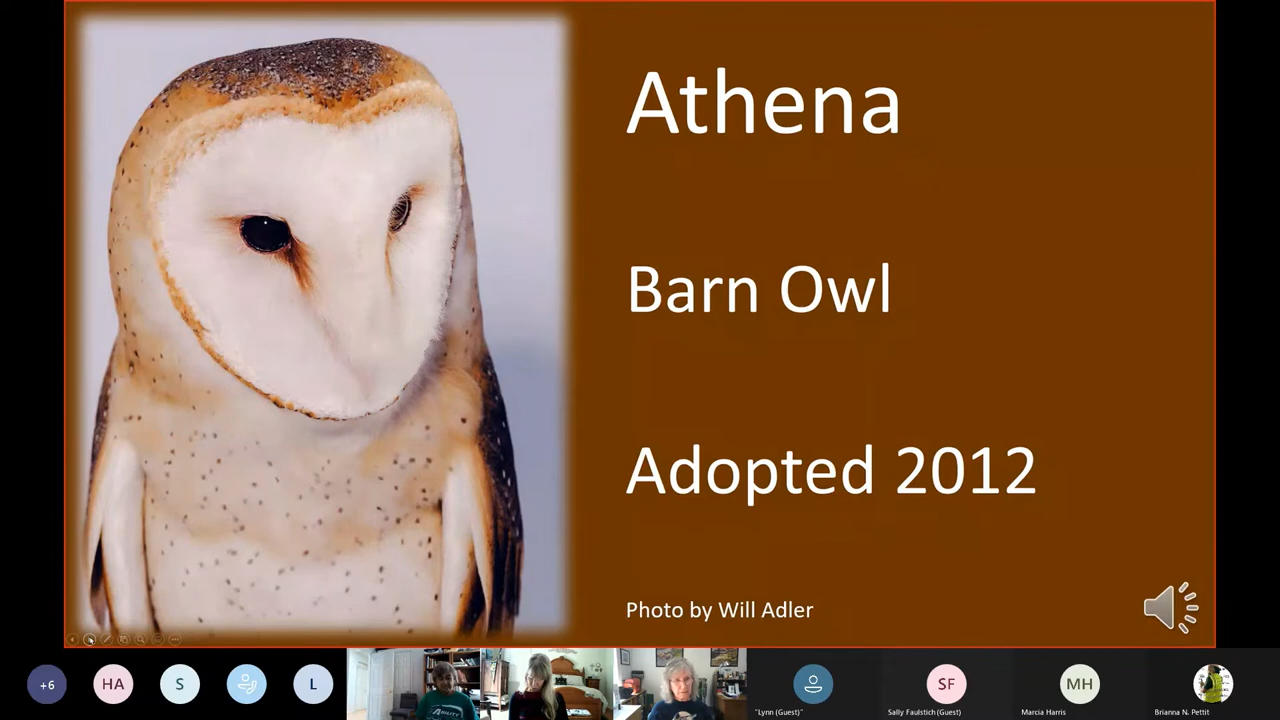 Athena
Barn Owl
Adopted 2012
Photo by Will Adler
+6
HA
S
L
SF
MH
"Lynn (Guest)"
Sally Faulstich (Guest)
Marcia Harris
Brianna N. Pettit